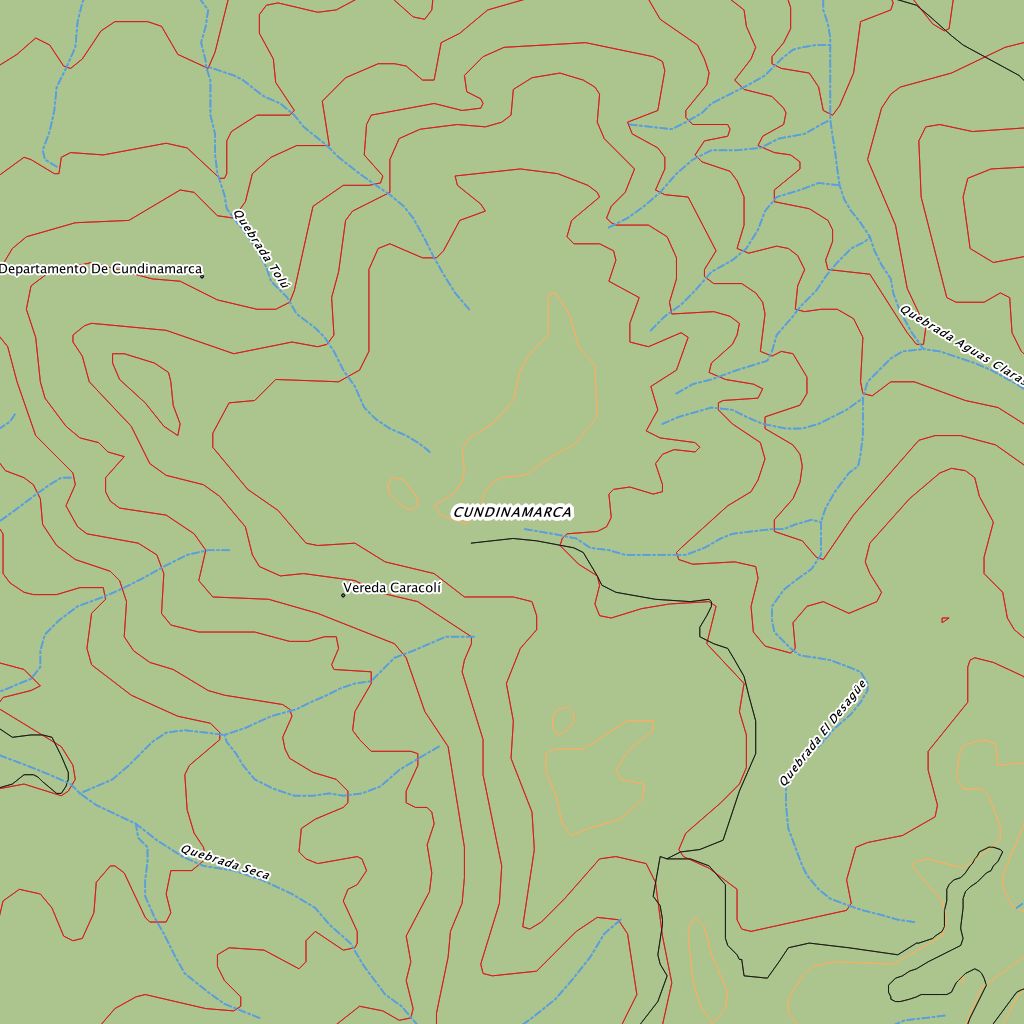 Quebrada Tolú
Departamento De Cundinamarca
Quebrada Aguas Claras
CUNDINAMARCA
Vereda Caracolí
Quebrada El Desagüe
Quebrada Seca